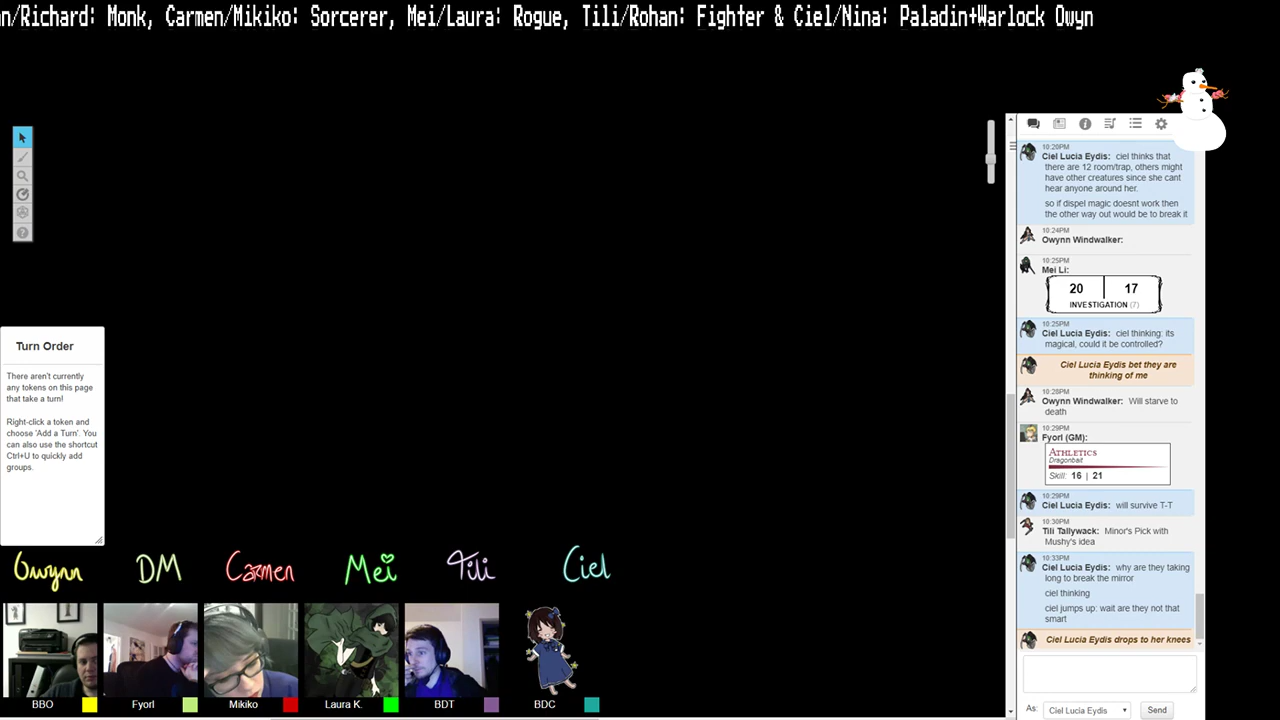 n/Richard: Monk, Carmen/Mikiko: Sorcerer, Mei/Laura: Rogue, Tili/Rohan: Fighter & Ciel/Nina: Paladin+Warlock Owyn
10:20PM
Ciel Lucia Eydis: ciel thinks that
there are 12 room/trap, others might
have other creatures since she cant
hear anyone around her.
so if dispel magic doesnt work then
the other way out would be to break it
10:24PM
Owynn Windwalker:
10:25PM
Mei Li:
20 17
INVESTIGATION (7)
10:25PM
Ciel Lucia Eydis: ciel thinking: its
magical, could it be controlled?
Ciel Lucia Eydis bet they are
thinking of me
10:28PM
Owynn Windwalker: Will starve to
death
10:29PM
Fyorl (GM):
ATHLETICS
Dragonbait
Skill: 16 | 21
10:29PM
Ciel Lucia Eydis: will survive T-T
10:30PM
Tili Tallywack: Minor's Pick with
Mushy's idea
10:33PM
Ciel Lucia Eydis: why are they taking
long to break the mirror
ciel thinking
ciel jumps up: wait are they not that
smart
Ciel Lucia Eydis drops to her knees
As: Ciel Lucia Eydis Send
Turn Order
There aren't currently
any tokens on this page
that take a turn!
Right-click a token and
choose 'Add a Turn'. You
can also use the shortcut
Ctrl+U to quickly add
groups.
Owynn DM Carmen Mei Tili Ciel
BBO Fyorl Mikiko Laura K. BDT BDC